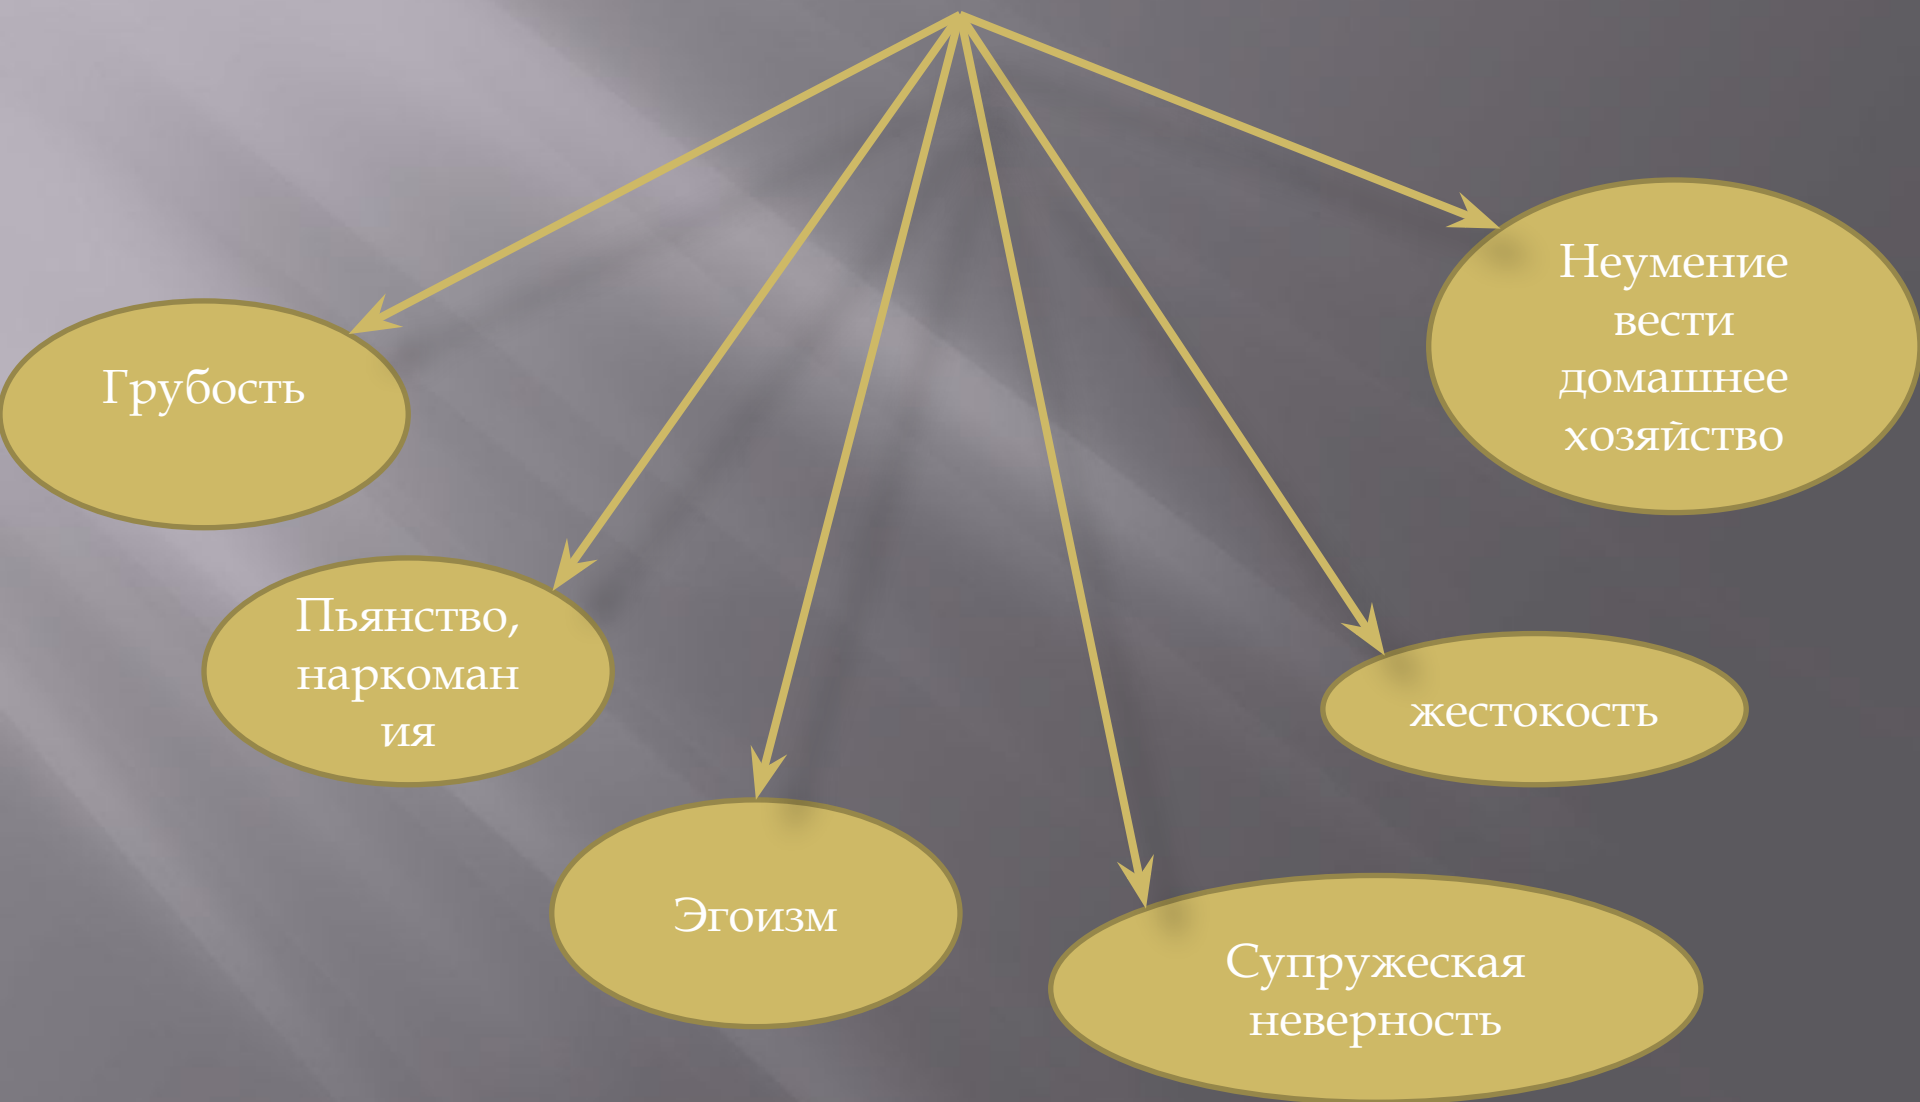 Грубость
Пьянство,
наркоман
ия
Эгоизм
Супружеская
неверность
жестокость
Неумение
вести
домашнее
хозяйство